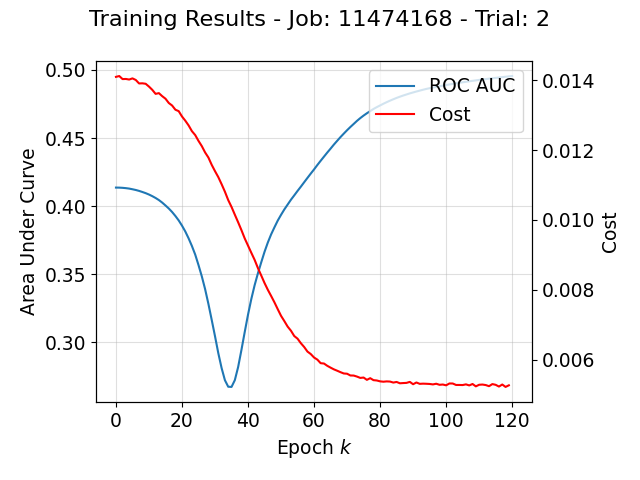 Training Results - Job: 11474168 - Trial: 2
0.50
0.45
0.40
0.35
0.30
Area Under Curve
ROC AUC
Cost
0.014
0.012
0.010
0.008
0.006
Cost
0 20 40 60 80 100 120
Epoch k